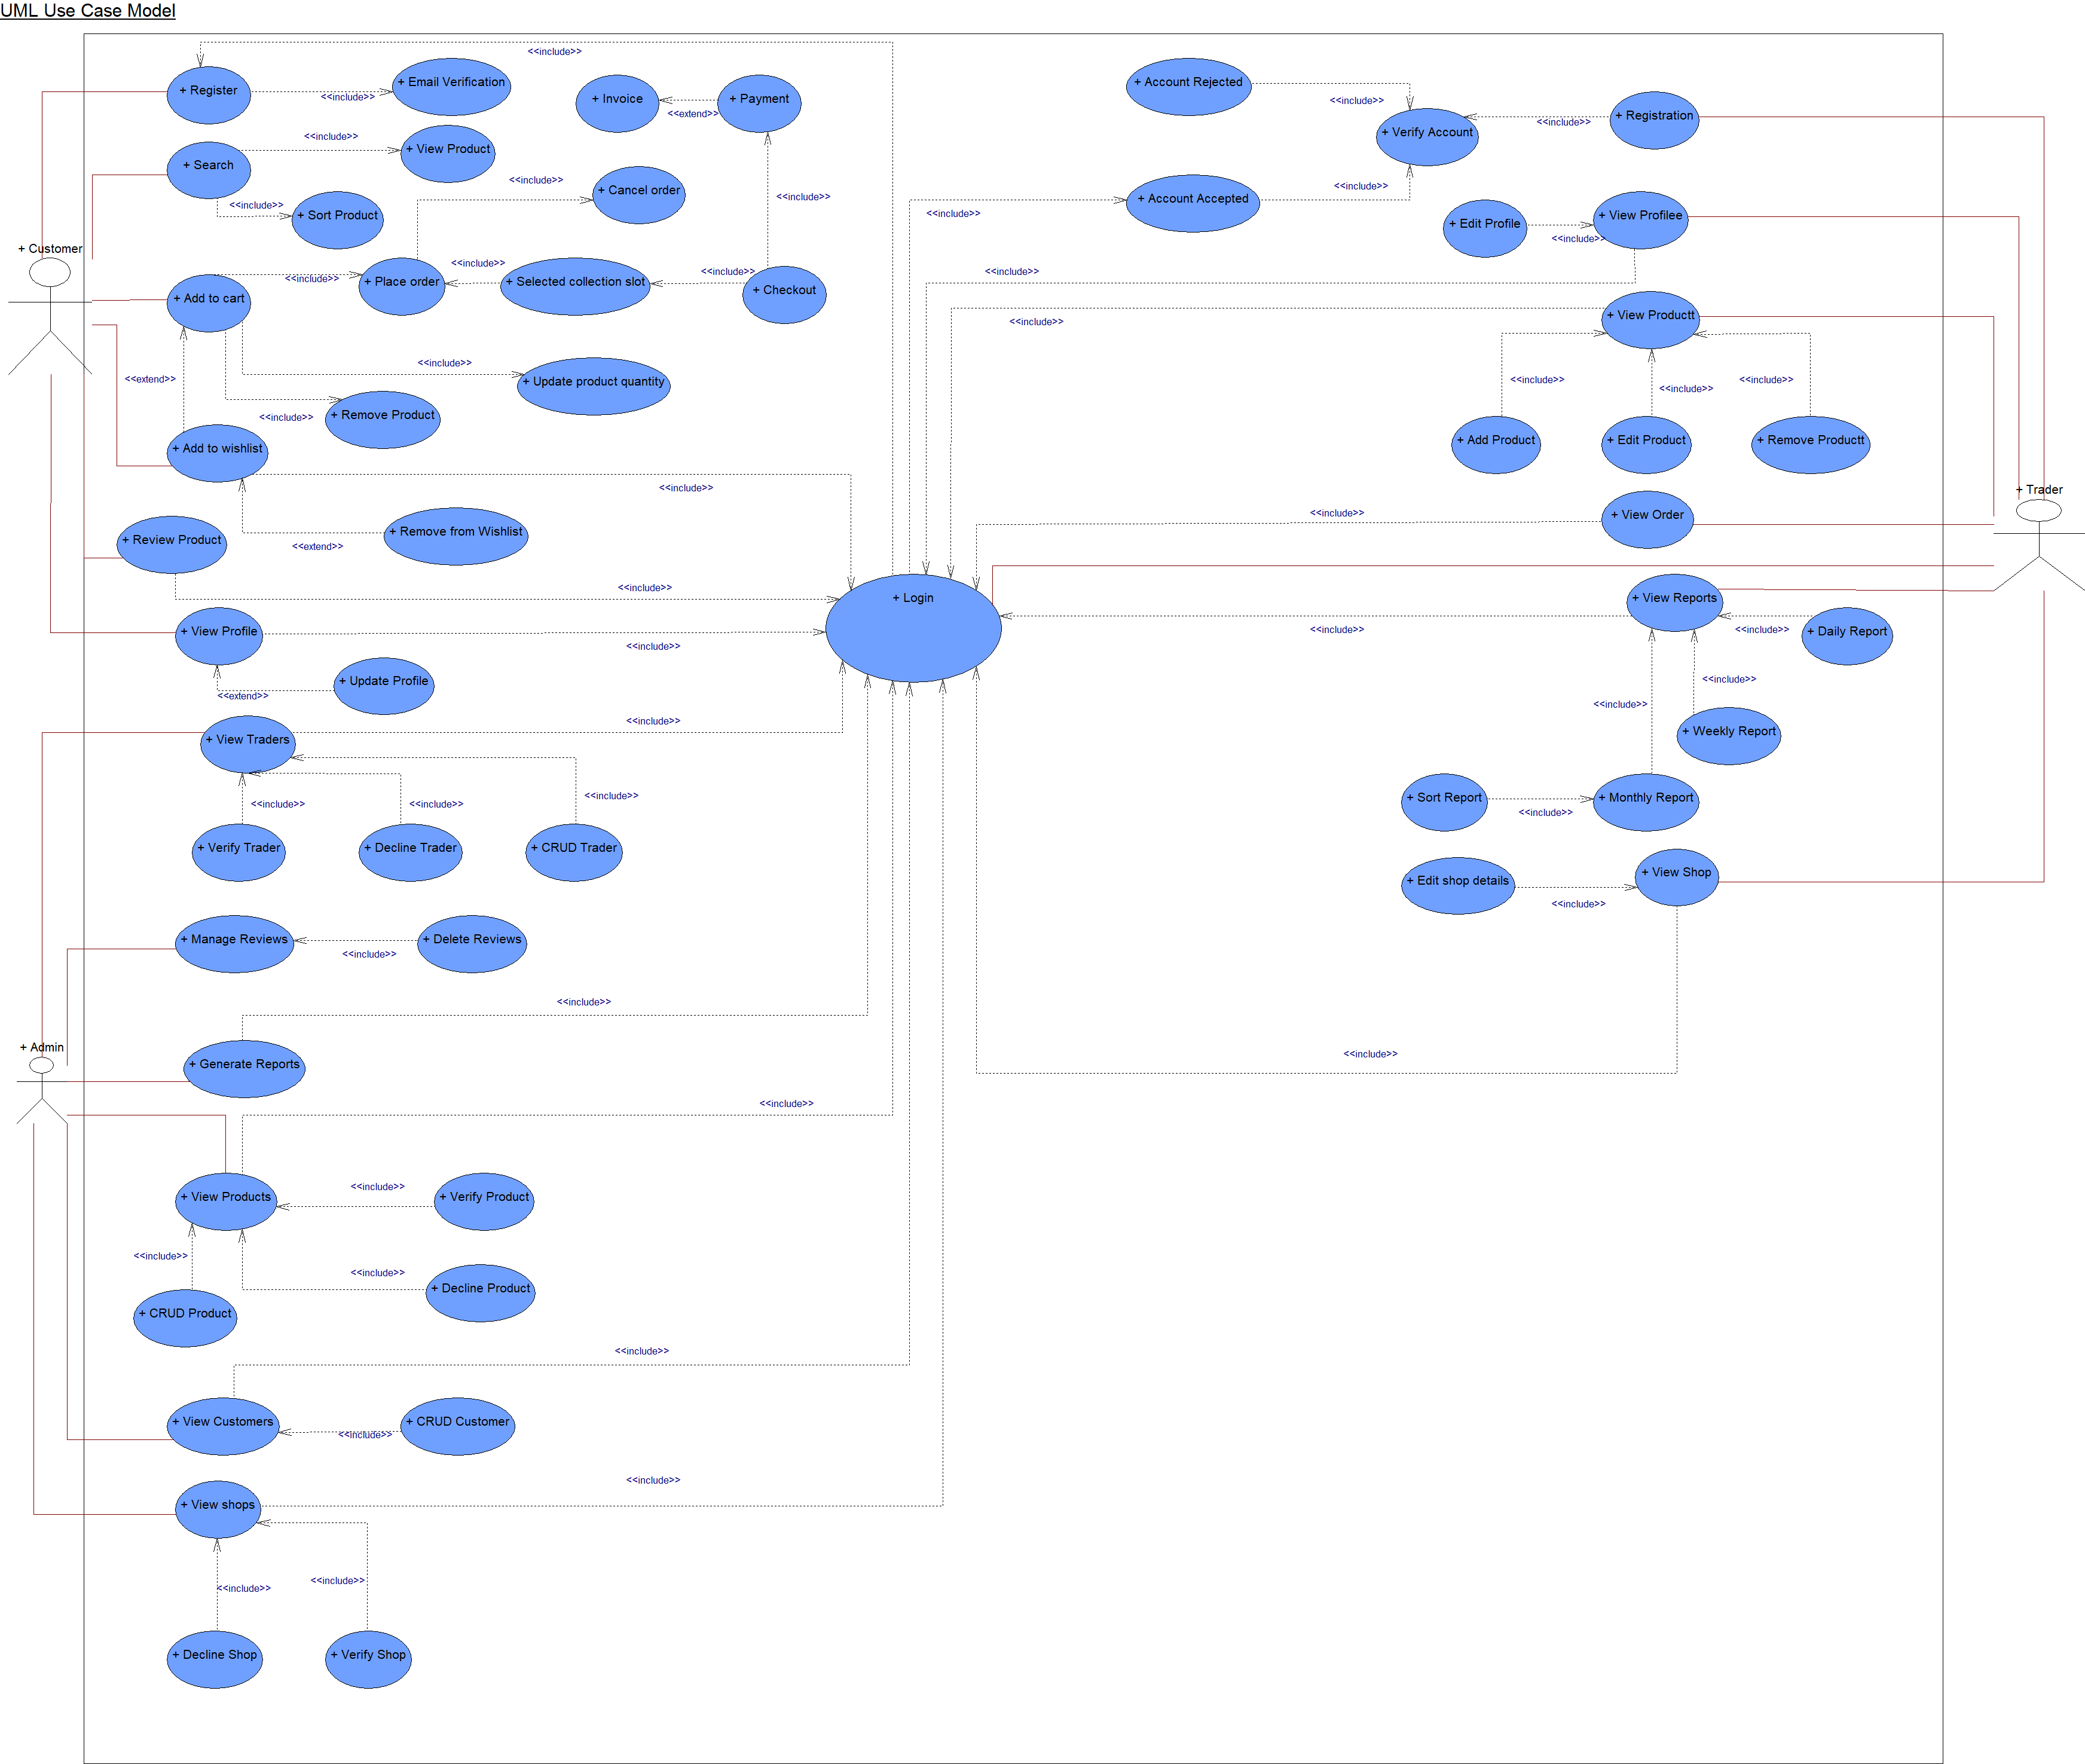 UML Use Case Model
<<include>>
+ Register
<<include>>
+ Email Verification
+ Invoice
<<extend>>
+ Payment
+ Account Rejected
<<include>>
+ Verify Account
<<include>>
+ Registration
+ Search
<<include>>
+ View Product
<<include>>
+ Sort Product
<<include>>
+ Cancel order
<<include>>
<<include>>
+ Account Accepted
<<include>>
+ Edit Profile
<<include>>
+ View Profilee
+ Customer
+ Add to cart
<<include>>
+ Place order
<<include>>
+ Selected collection slot
<<include>>
+ Checkout
<<include>>
<<include>>
+ View Productt
<<extend>>
<<include>>
+ Update product quantity
<<include>>
+ Remove Product
<<include>>
<<include>>
<<include>>
+ Add Product
+ Edit Product
+ Remove Productt
+ Add to wishlist
<<include>>
+ Trader
+ Review Product
<<extend>>
+ Remove from Wishlist
<<include>>
+ View Order
<<include>>
+ Login
+ View Reports
<<include>>
<<include>>
+ Daily Report
+ View Profile
<<include>>
<<extend>>
+ Update Profile
<<include>>
<<include>>
+ Weekly Report
+ View Traders
<<include>>
<<include>>
<<include>>
<<include>>
+ Sort Report
<<include>>
+ Monthly Report
+ Verify Trader
+ Decline Trader
+ CRUD Trader
+ Edit shop details
<<include>>
+ View Shop
+ Manage Reviews
<<include>>
+ Delete Reviews
<<include>>
+ Admin
+ Generate Reports
<<include>>
<<include>>
+ View Products
<<include>>
+ Verify Product
<<include>>
<<include>>
+ Decline Product
+ CRUD Product
<<include>>
+ View Customers
<<include>>
+ CRUD Customer
<<include>>
+ View shops
<<include>>
<<include>>
+ Decline Shop
+ Verify Shop